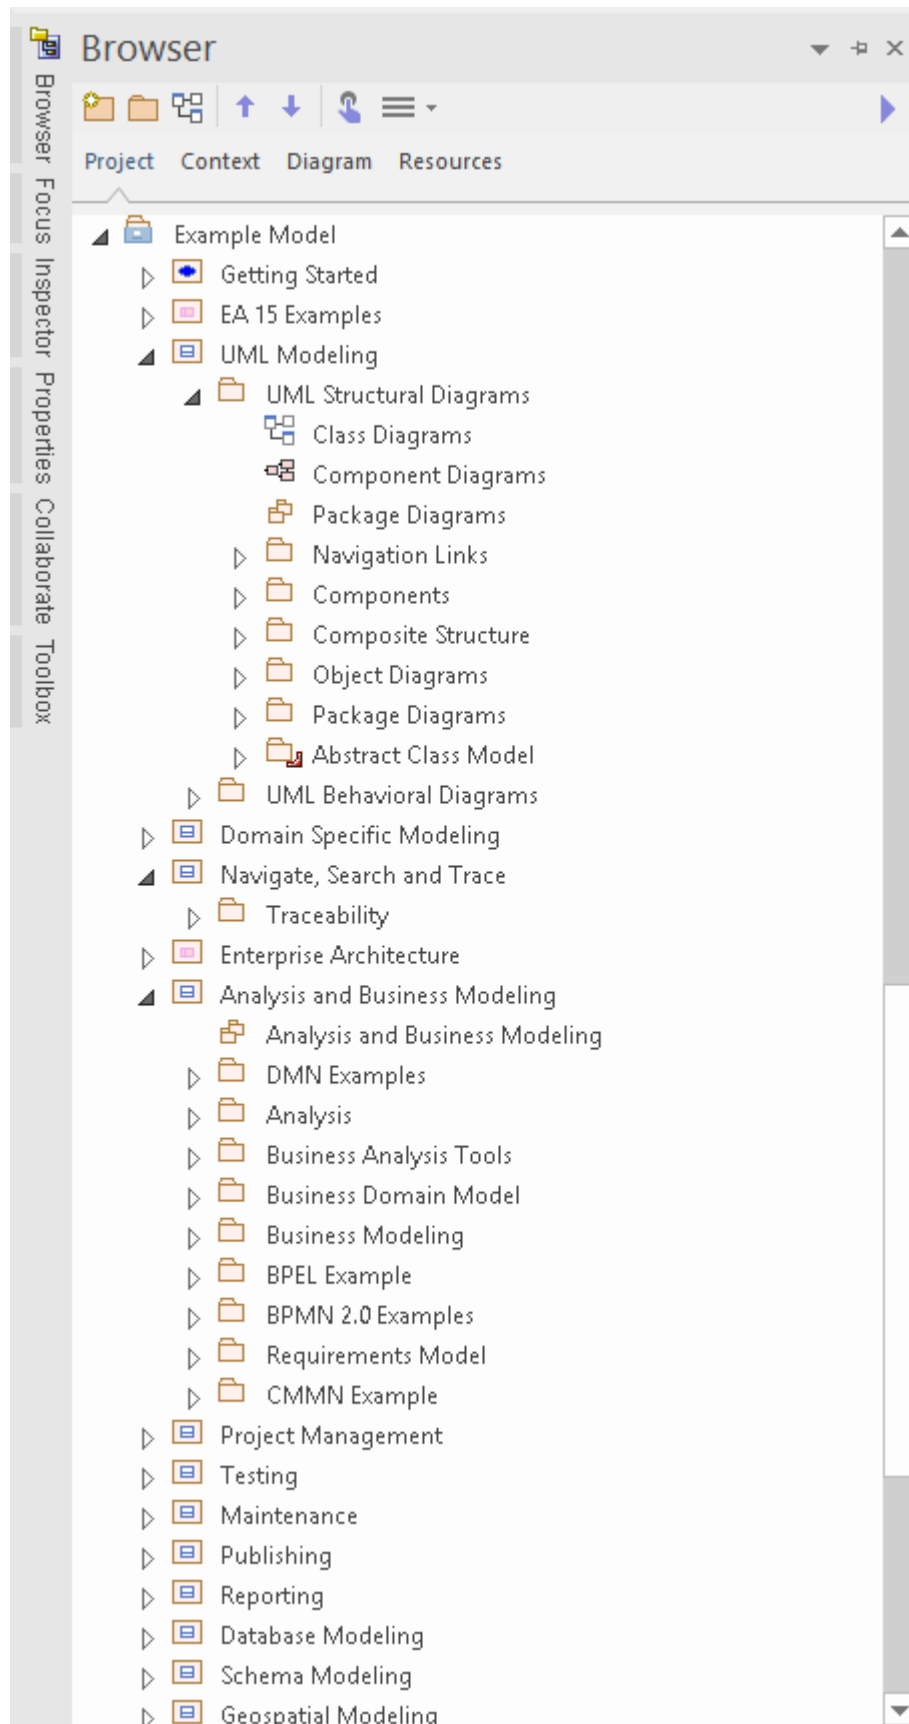 Browser
Focus
Inspector
Properties
Collaborate
Toolbox
Browser
Project Context Diagram Resources
Example Model
Getting Started
EA 15 Examples
UML Modeling
UML Structural Diagrams
Class Diagrams
Component Diagrams
Package Diagrams
Navigation Links
Components
Composite Structure
Object Diagrams
Package Diagrams
Abstract Class Model
UML Behavioral Diagrams
Domain Specific Modeling
Navigate, Search and Trace
Traceability
Enterprise Architecture
Analysis and Business Modeling
Analysis and Business Modeling
DMN Examples
Analysis
Business Analysis Tools
Business Domain Model
Business Modeling
BPEL Example
BPMN 2.0 Examples
Requirements Model
CMMN Example
Project Management
Testing
Maintenance
Publishing
Reporting
Database Modeling
Schema Modeling
Geospatial Modeling